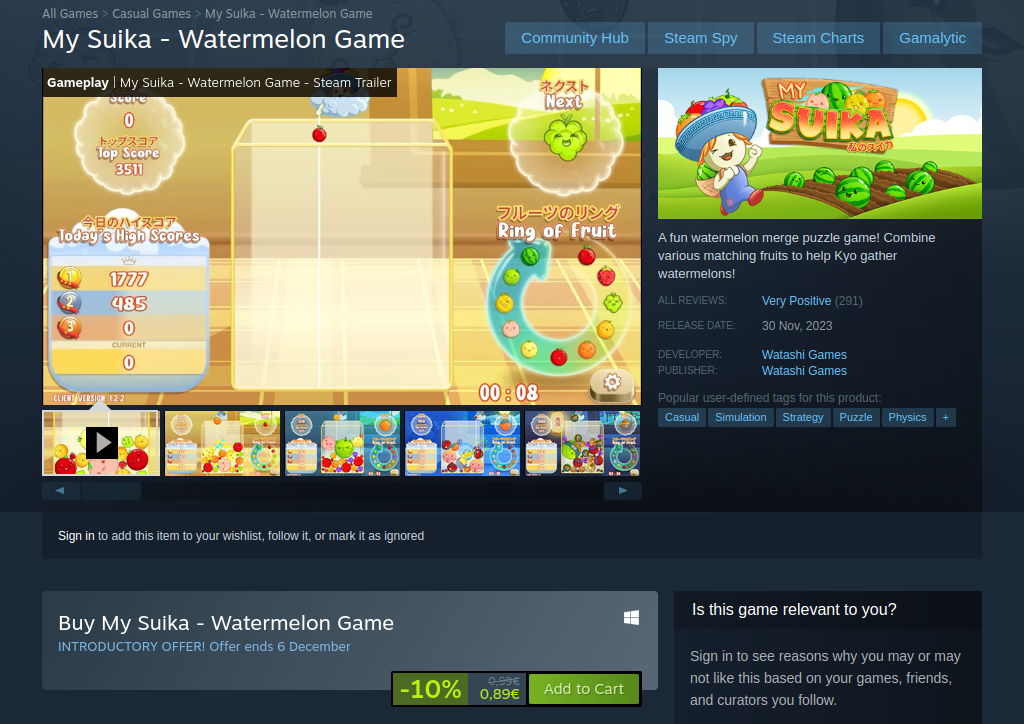 All Games > Casual Games > My Suika - Watermelon Game
My Suika - Watermelon Game
Community Hub
Steam Spy
Steam Charts
Gamalytic
Gameplay | My Suika - Watermelon Game - Steam Trailer
Score
0
トップスコア
Top Score
3511
今日のハイスコア
Today's High Scores
1 1777
2 485
3 0
CURRENT
0
CLIENT VERSION 1.2.2
ネクスト
Next
フルーツのリング
Ring of Fruit
00:08
MY
SUIKA
私のスイカ
A fun watermelon merge puzzle game! Combine
various matching fruits to help Kyo gather
watermelons!
ALL REVIEWS: Very Positive (291)
RELEASE DATE: 30 Nov, 2023
DEVELOPER: Watashi Games
PUBLISHER: Watashi Games
Popular user-defined tags for this product:
Casual Simulation Strategy Puzzle Physics +
Sign in to add this item to your wishlist, follow it, or mark it as ignored
Buy My Suika - Watermelon Game
INTRODUCTORY OFFER! Offer ends 6 December
-10%
0,99€
0,89€
Add to Cart
Is this game relevant to you?
Sign in to see reasons why you may or may
not like this based on your games, friends,
and curators you follow.